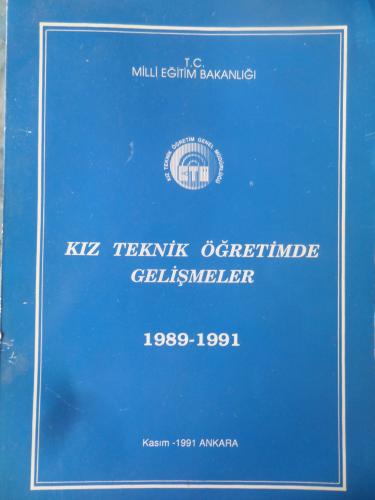 T.C.
MİLLİ EĞİTİM BAKANLIĞI
KIZ TEKNİK ÖĞRETİM GENEL MÜDÜRLÜĞÜ
KIZ TEKNİK ÖĞRETİMDE
GELİŞMELER
1989-1991
Kasım -1991 ANKARA